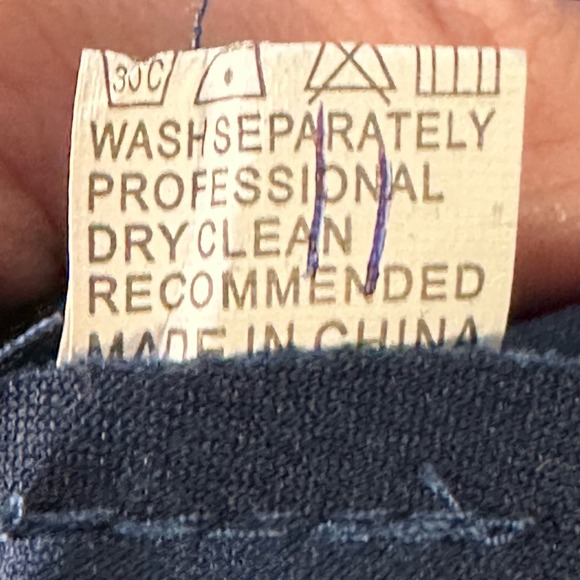 30C
WASHSEPARATELY
PROFESSIONAL
DRYCLEAN
RECOMMENDED
MADE IN CHINA